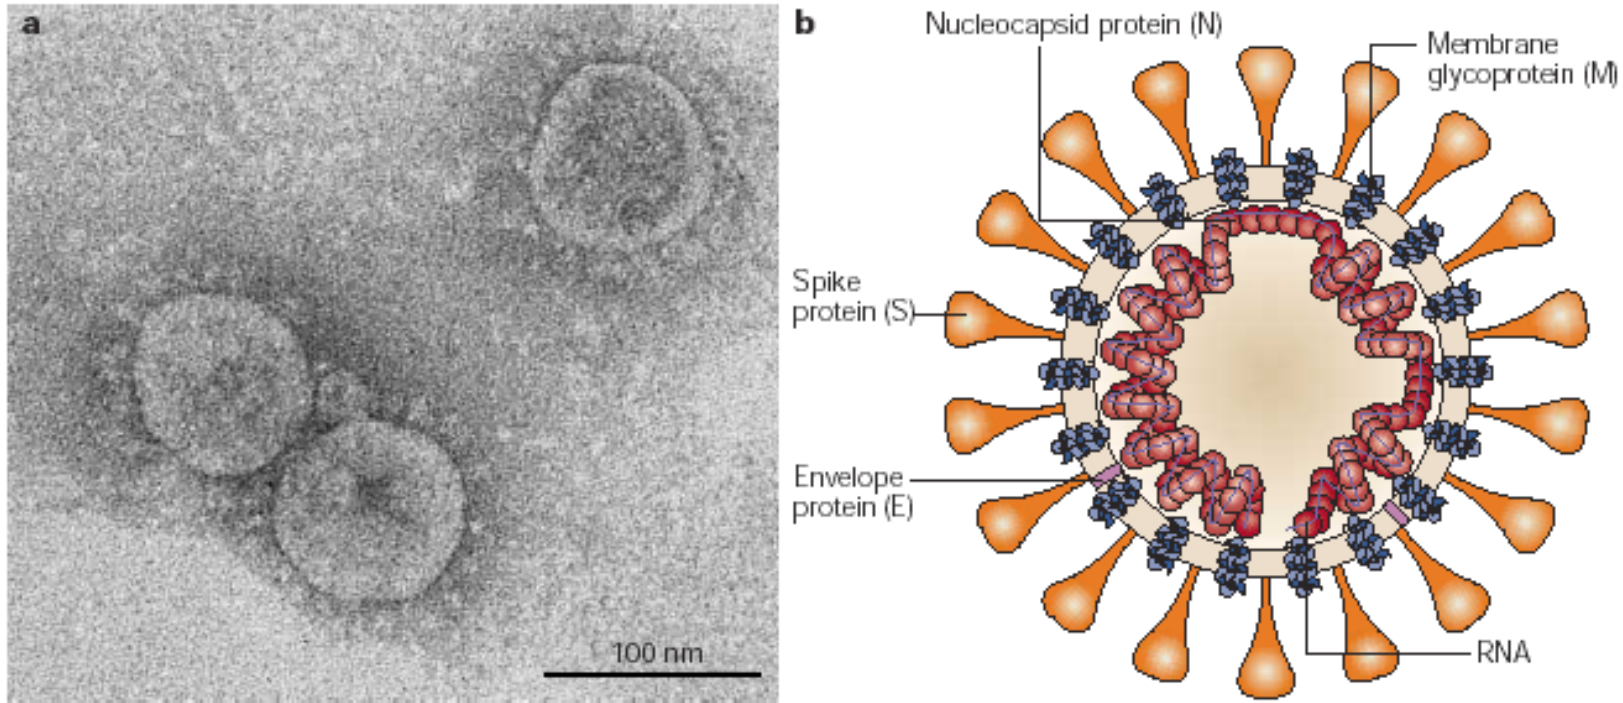 a
100 nm
b
Nucleocapsid protein (N)
Membrane
glycoprotein (M)
Spike
protein (S)
Envelope
protein (E)
RNA